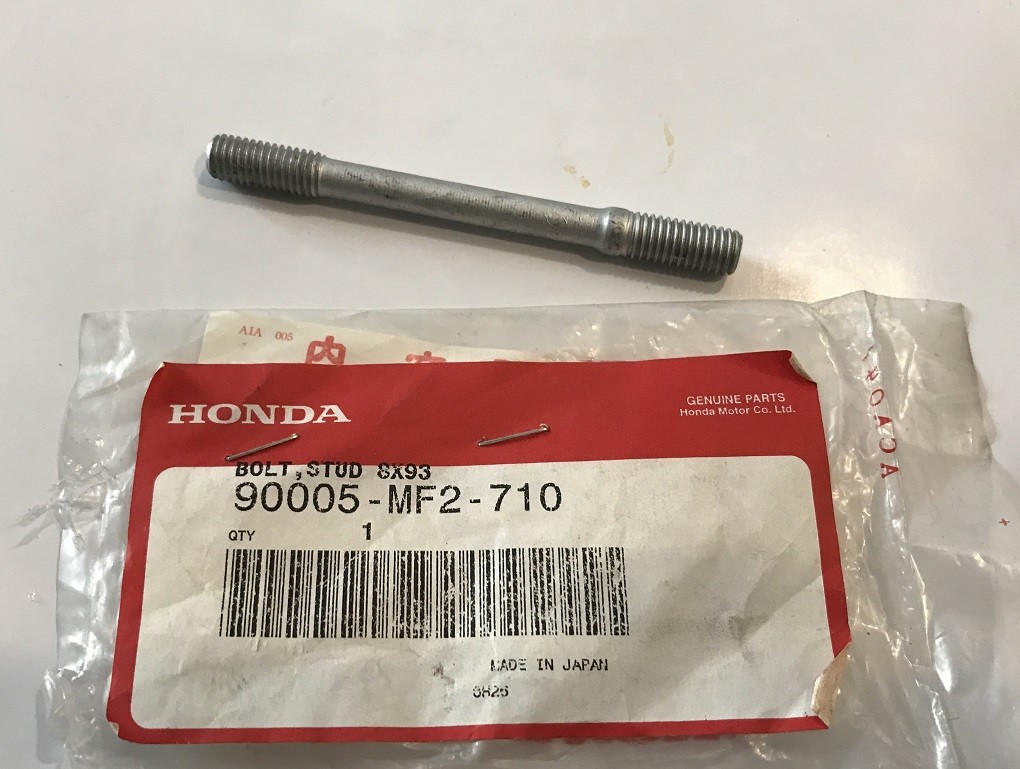 AIA 005
内
HONDA
GENUINE PARTS
Honda Motor Co. Ltd.
BOLT,STUD 8X93
90005-MF2-710
QTY 1
MADE IN JAPAN